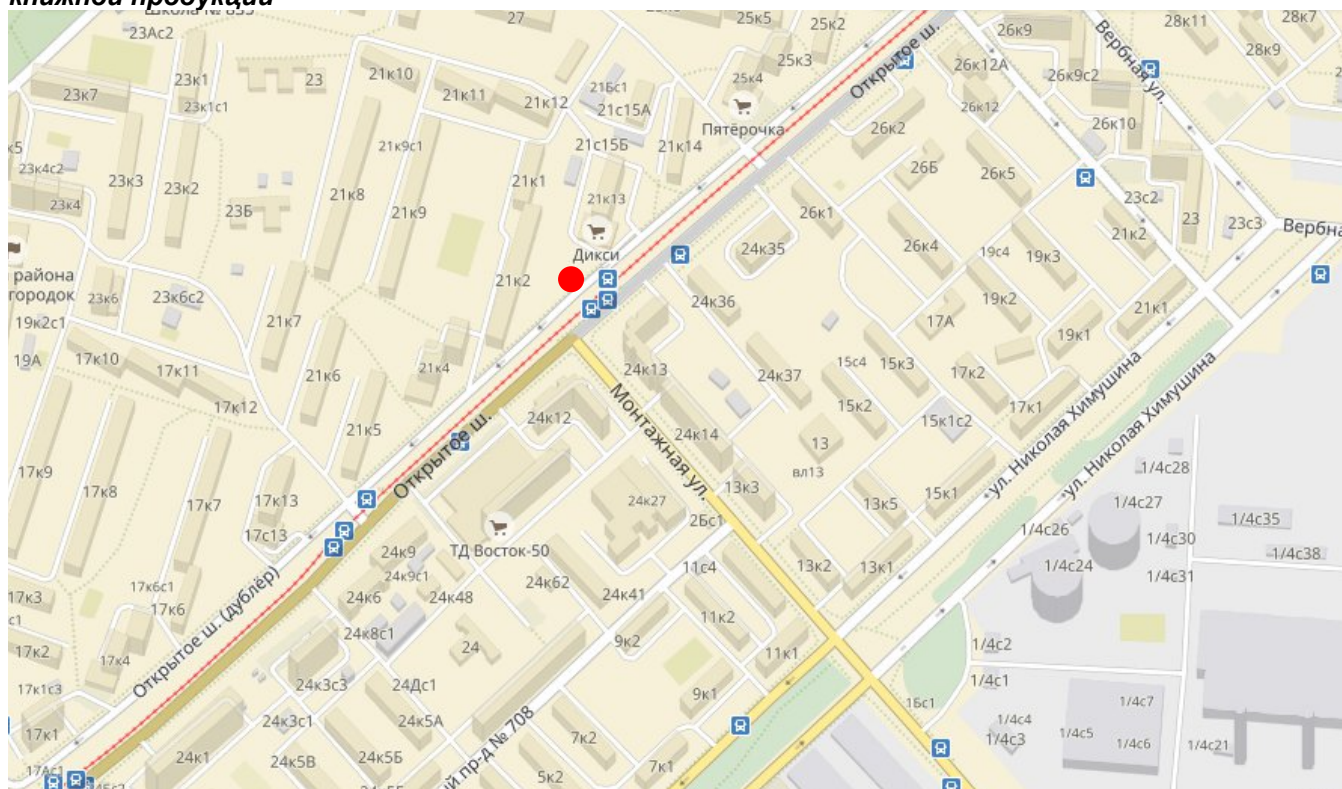 книжной продукции
Школа № 655
23Ас2
27
25к5
25к2
25к3
25к4
Открытое ш.
26к9
28к11
28к7
28к9
Вербная ул.
23к1
23
21к10
21к11
21к12
21Бс1
21с15А
23к7
23к1с1
Пятёрочка
26к2
26к12А
26к9с2
26к12
26к10
21к9с1
21с15Б
21к14
23к4с2
23к3
23к2
23к4
23Б
21к8
21к9
21к1
21к13
Дикси
26Б
26к5
26к1
26к4
24к35
19с4
19к3
23с2
23
23с3
21к2
Вербна
района
городок
23к6
23к6с2
21к2
24к36
19к2
17А
21к1
19к2с1
21к7
19к1
19А
17к10
17к11
21к6
21к4
24к13
24к37
15с4
15к3
17к2
17к12
21к5
24к12
Монтажная ул.
24к14
15к2
15к1с2
17к1
13
вл13
ул. Николая Химушина
ул. Николая Химушина
17к9
17к8
17к7
17к13
17с13
Открытое ш.
24к27
13к3
13к5
15к1
1/4с28
1/4с27
1/4с35
2Бс1
1/4с26
1/4с30
1/4с38
ТД Восток-50
24к9
24к9с1
24к62
11с4
13к2
13к1
1/4с24
1/4с31
17к3
17к6с1
17к6
24к6
24к48
24к41
11к2
Открытое ш. (дублёр)
24к8с1
24
9к2
11к1
1/4с2
17к2
17к4
17к1с3
24к3с3
24Дс1
9к1
1/4с1
1Бс1
1/4с7
17к1
24к3с1
24к5А
7к2
1/4с4
1/4с3
1/4с5
1/4с6
1/4с21
24к1
24к5В
24к5Б
ый пр-д № 708
5к2
7к1
17Ас1